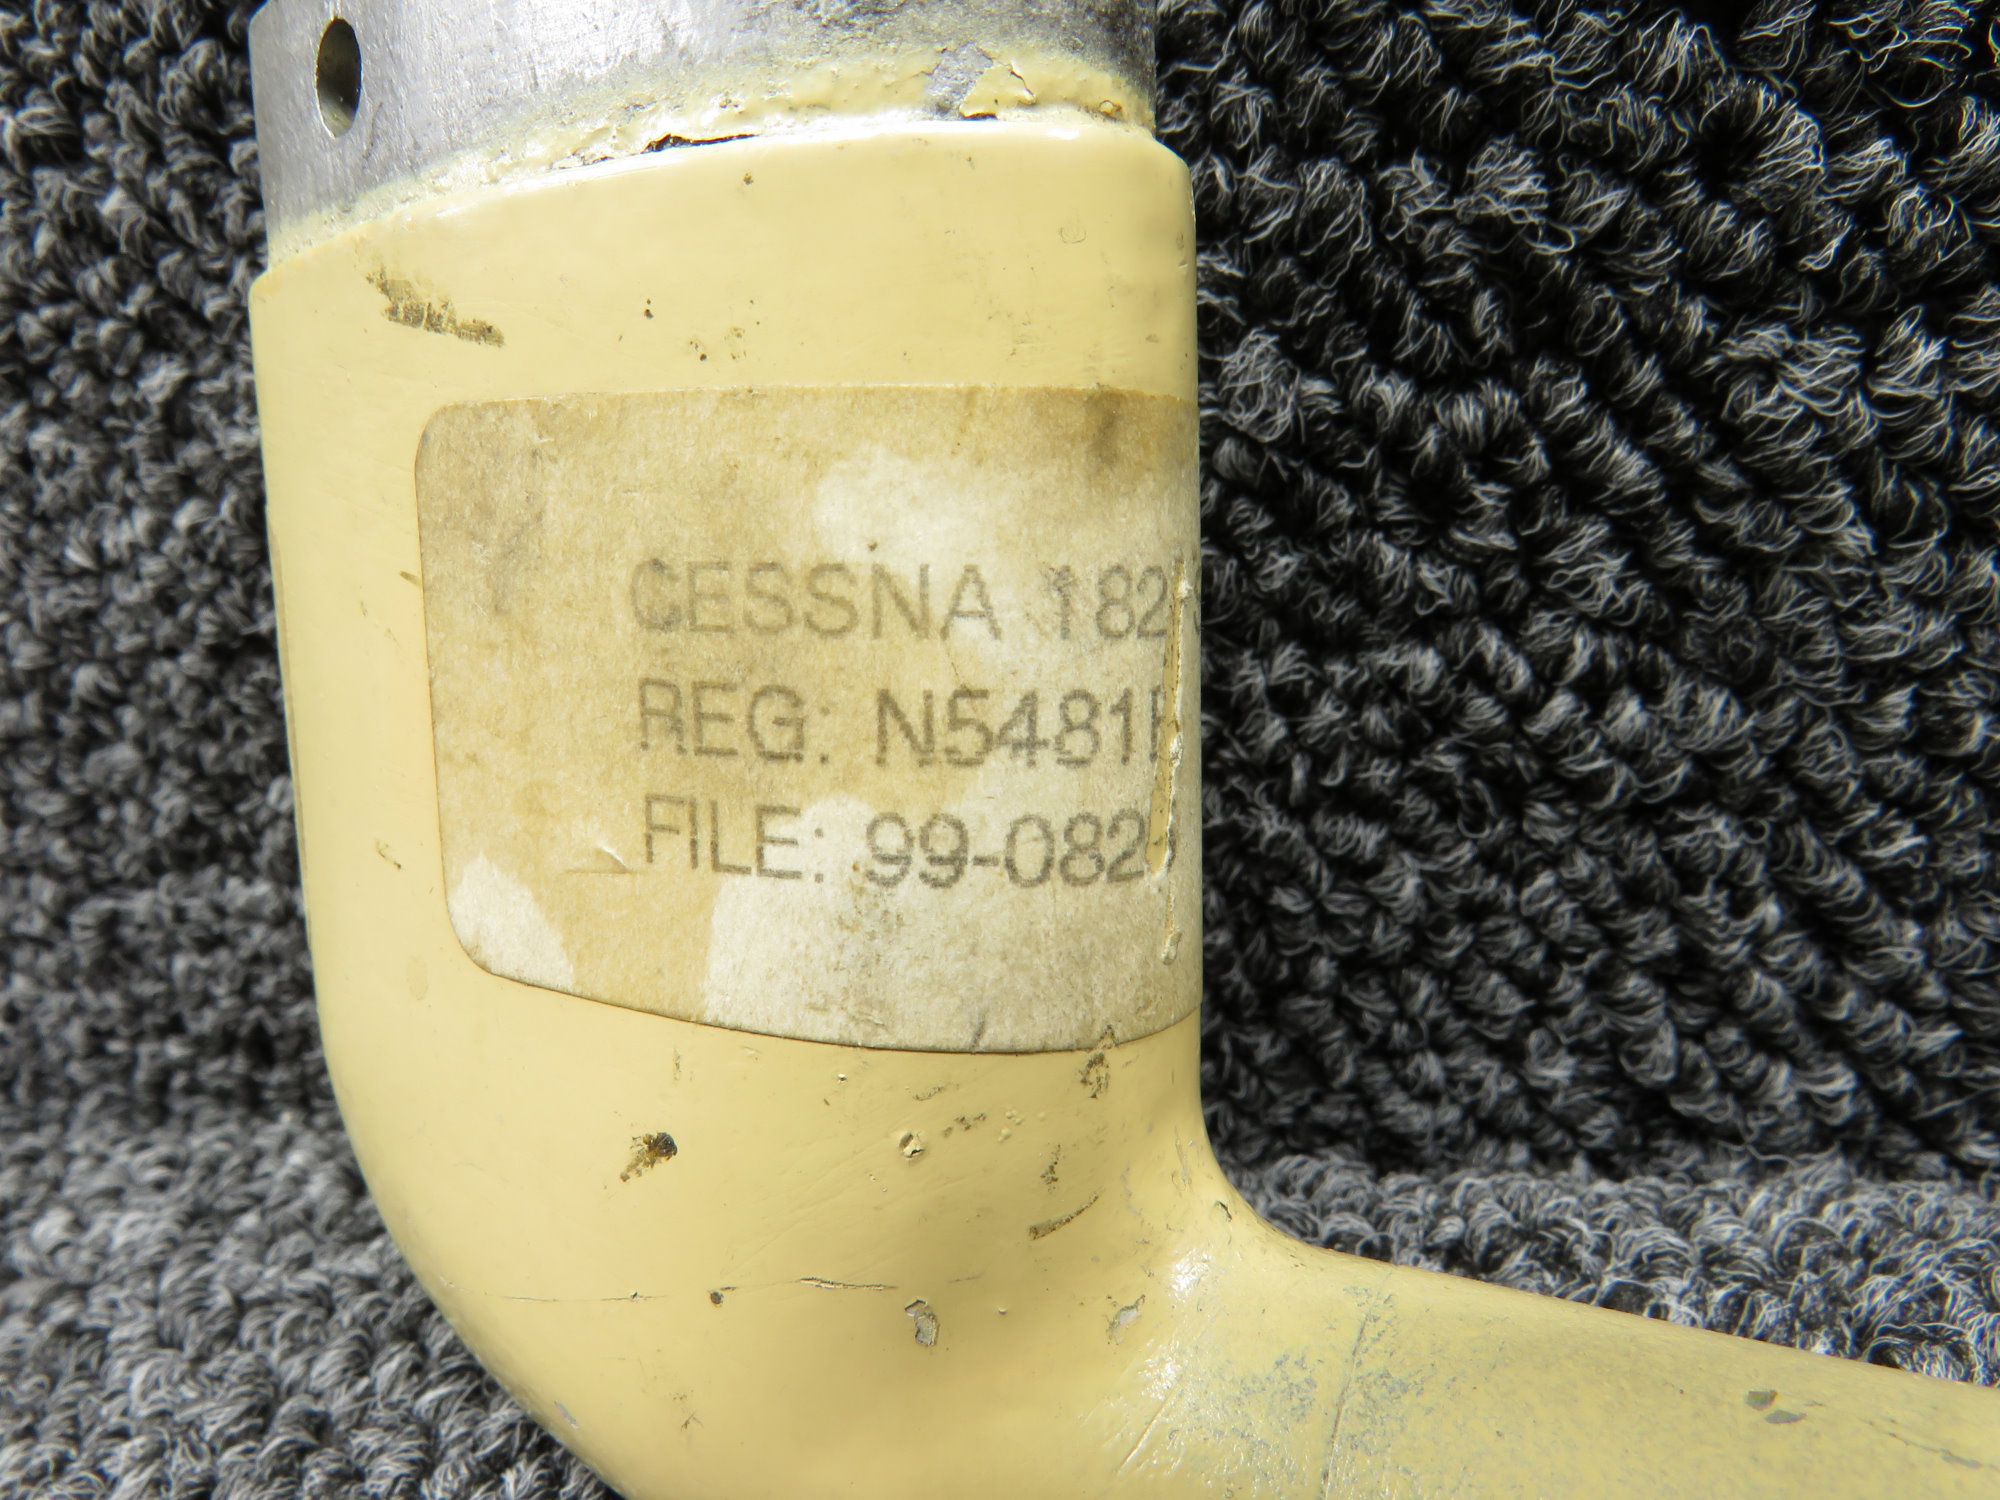 CESSNA 182
REG: N5481
FILE: 99-082